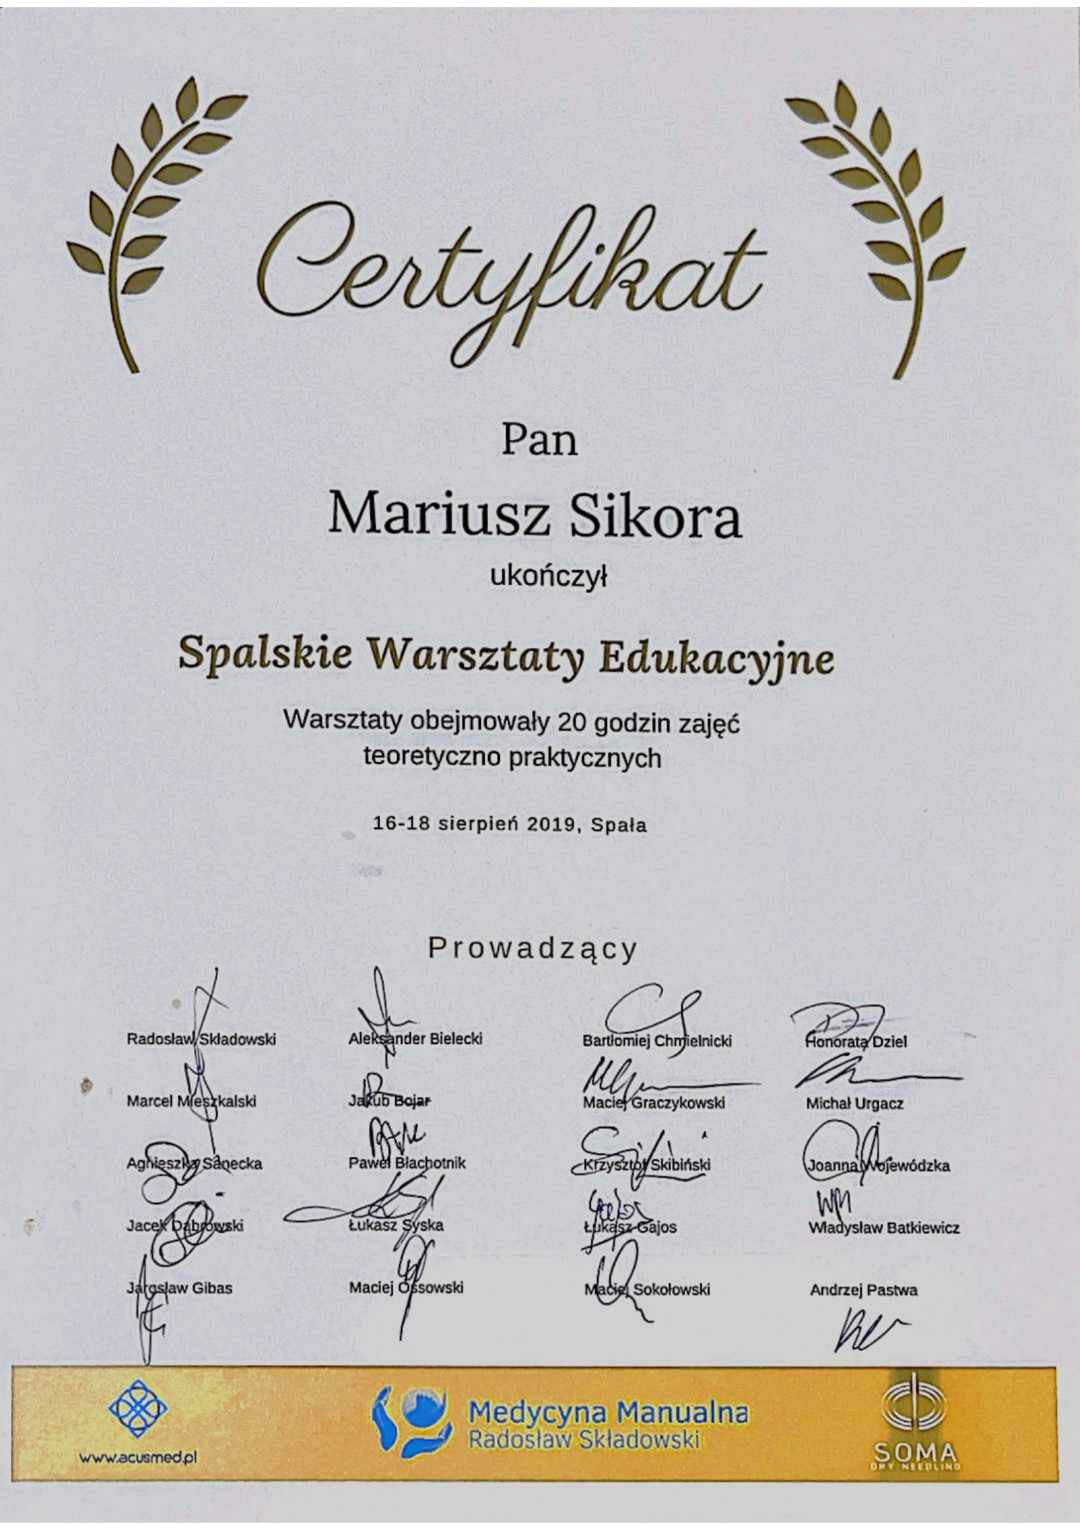 Certyfikat
Pan
Mariusz Sikora
ukończył
Spalskie Warsztaty Edukacyjne
Warsztaty obejmowały 20 godzin zajęć
teoretyczno praktycznych
16-18 sierpień 2019, Spała
Prowadzący
Radosław Składowski Aleksander Bielecki Bartłomiej Chmielnicki Honorata Dziel
Marcel Mieszkalski Jakub Bojar Maciej Graczykowski Michał Urgacz
Agnieszka Sanecka Paweł Błachotnik Krzysztof Skibiński Joanna Wojewódzka
Jacek Dąbrowski Łukasz Syska Łukasz Gajos Władysław Batkiewicz
Jarosław Gibas Maciej Ossowski Maciej Sokołowski Andrzej Pastwa
www.acusmed.pl
Medycyna Manualna
Radosław Składowski
SOMA
DRY NEEDLING